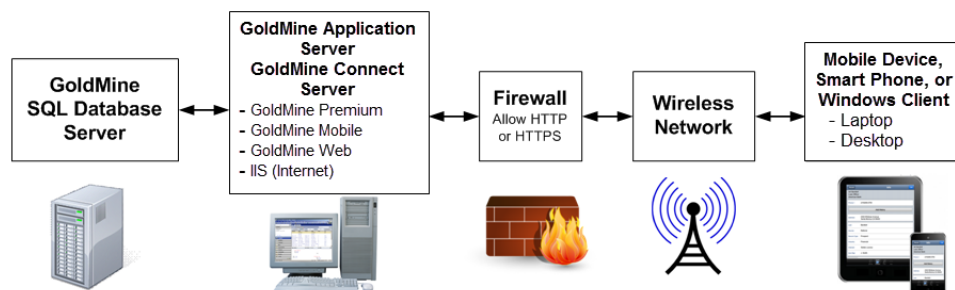 GoldMine
SQL Database
Server
GoldMine Application
Server
GoldMine Connect
Server
- GoldMine Premium
- GoldMine Mobile
- GoldMine Web
- IIS (Internet)
Firewall
Allow HTTP
or HTTPS
Wireless
Network
Mobile Device,
Smart Phone, or
Windows Client
- Laptop
- Desktop